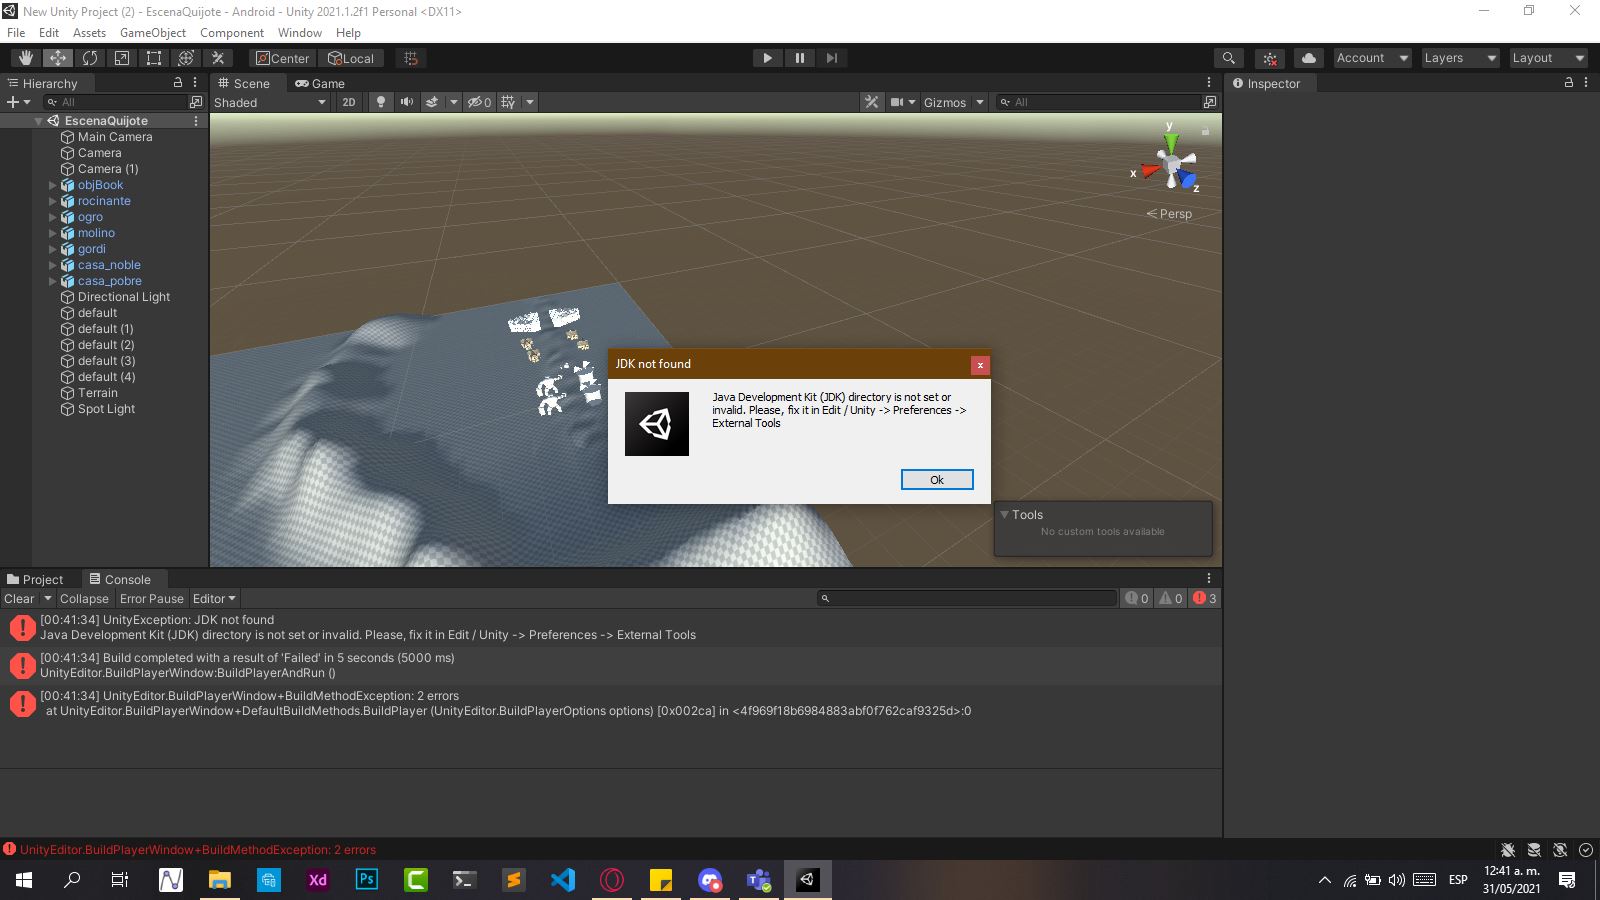 New Unity Project (2) - EscenaQuijote - Android - Unity 2021.1.2f1 Personal <DX11>
File Edit Assets GameObject Component Window Help
Center Local Account Layers Layout
Hierarchy
All
EscenaQuijote
Main Camera
Camera
Camera (1)
objBook
rocinante
ogro
molino
gordi
casa_noble
casa_pobre
Directional Light
default
default (1)
default (2)
default (3)
default (4)
Terrain
Spot Light
Scene Game
Shaded 2D 0 Gizmos All
y
x
z
Persp
JDK not found
x
Java Development Kit (JDK) directory is not set or
invalid. Please, fix it in Edit / Unity -> Preferences ->
External Tools
Ok
Tools
No custom tools available
Inspector
Project Console
Clear Collapse Error Pause Editor 0 0 3
[00:41:34] UnityException: JDK not found
Java Development Kit (JDK) directory is not set or invalid. Please, fix it in Edit / Unity -> Preferences -> External Tools
[00:41:34] Build completed with a result of 'Failed' in 5 seconds (5000 ms)
UnityEditor.BuildPlayerWindow:BuildPlayerAndRun ()
[00:41:34] UnityEditor.BuildPlayerWindow+BuildMethodException: 2 errors
at UnityEditor.BuildPlayerWindow+DefaultBuildMethods.BuildPlayer (UnityEditor.BuildPlayerOptions options) [0x002ca] in <4f969f18b6984883abf0f762caf9325d>:0
UnityEditor.BuildPlayerWindow+BuildMethodException: 2 errors
Xd Ps C ESP
12:41 a. m.
31/05/2021